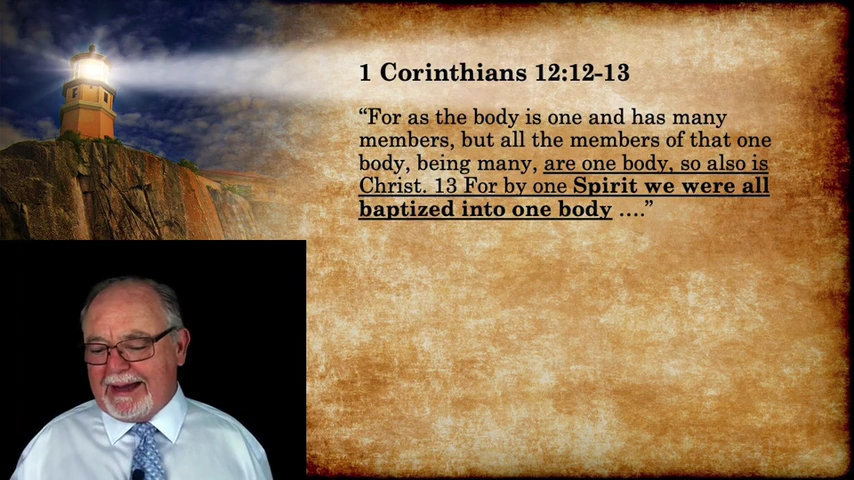 1 Corinthians 12:12-13
“For as the body is one and has many
members, but all the members of that one
body, being many, are one body, so also is
Christ. 13 For by one Spirit we were all
baptized into one body ….”